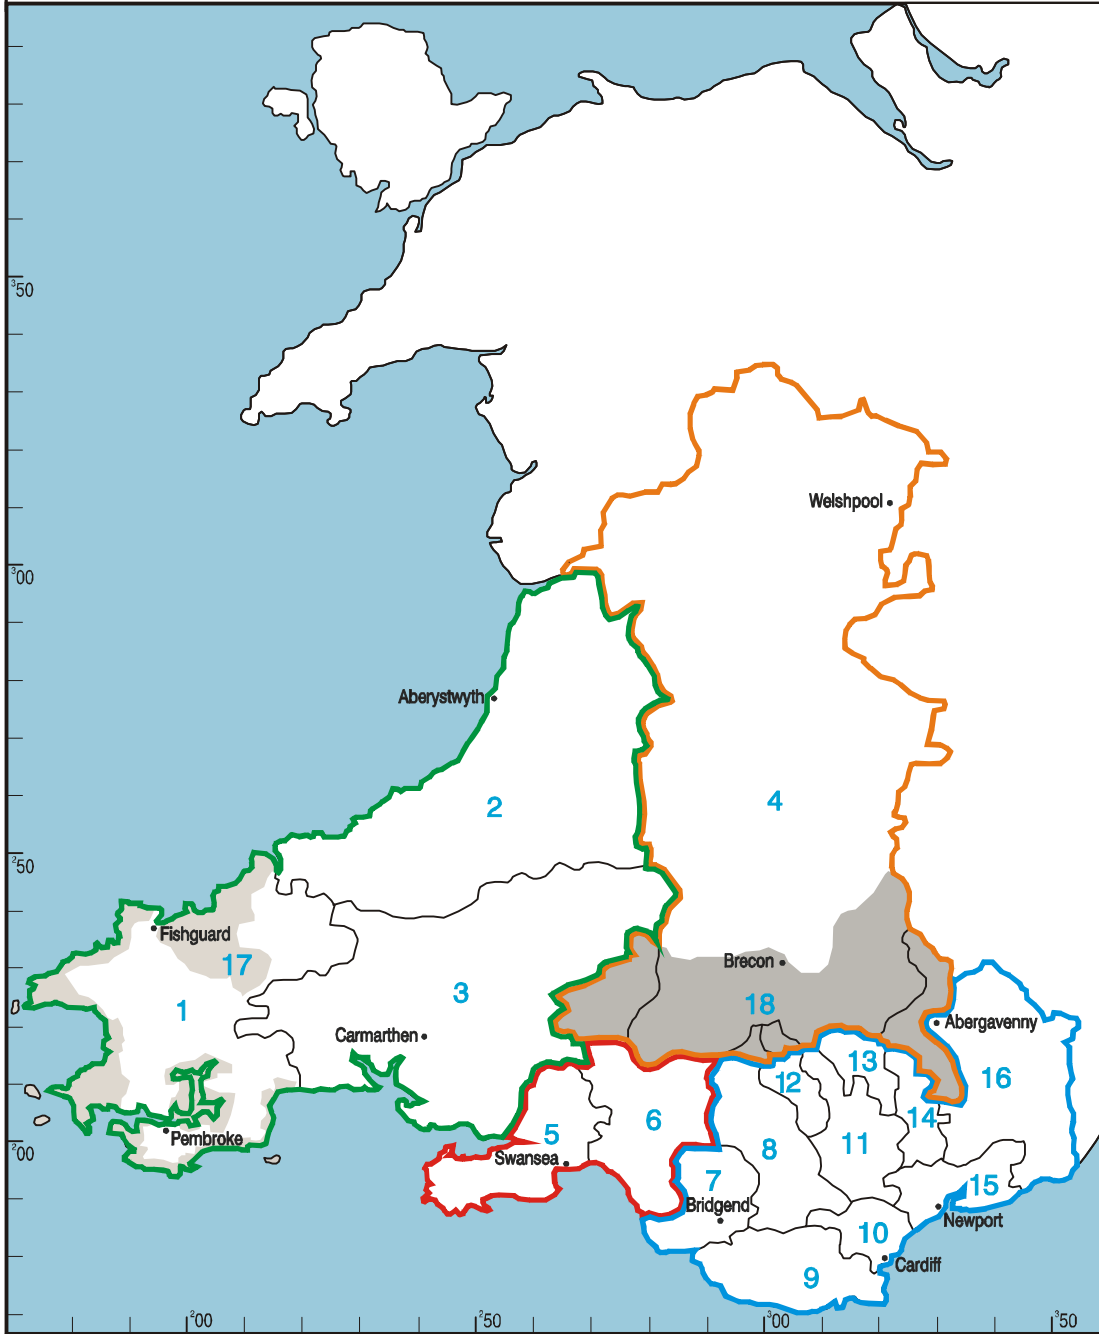 ³50
Welshpool
³00
Aberystwyth
2
4
²50
Fishguard
17
Brecon
3
1
18
Abergavenny
Carmarthen
13
16
12
14
6
5
11
8
Pembroke
²00
Swansea
7
15
Bridgend
Newport
10
Cardiff
9
²00
²50
³00
³50